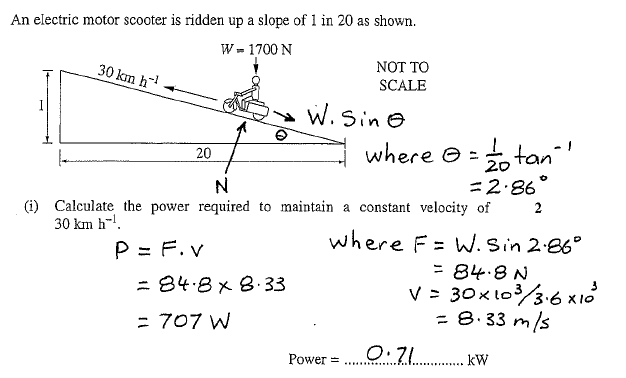 An electric motor scooter is ridden up a slope of 1 in 20 as shown.
W = 1700 N
30 km h⁻¹
NOT TO
SCALE
1
W. Sin θ
θ
20
where θ = 1/20 tan⁻¹
= 2.86°
N
(i) Calculate the power required to maintain a constant velocity of 2
30 km h⁻¹.
P = F. v
where F = W. Sin 2.86°
= 84.8 N
= 84.8 x 8.33
V = 30 x 10³/3.6 x 10³
= 8.33 m/s
= 707 W
Power = ....... 0.71 ............ kW